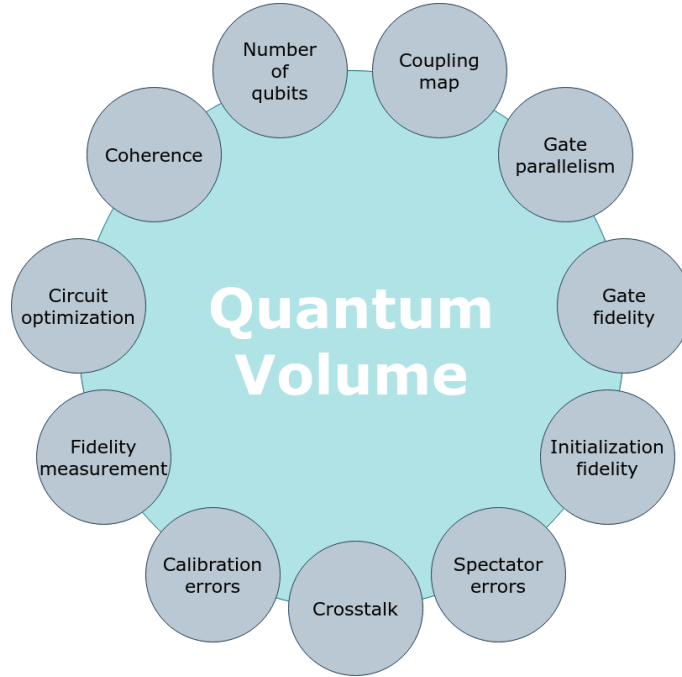 Number
of
qubits
Coupling
map
Gate
parallelism
Gate
fidelity
Initialization
fidelity
Spectator
errors
Crosstalk
Calibration
errors
Fidelity
measurement
Circuit
optimization
Coherence
Quantum
Volume